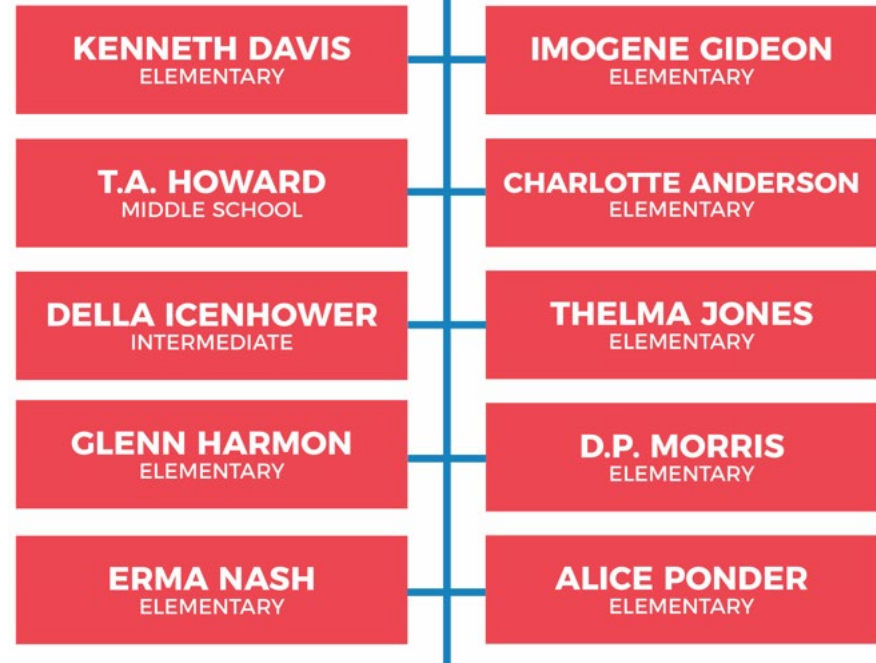 KENNETH DAVIS
ELEMENTARY
IMOGENE GIDEON
ELEMENTARY
T.A. HOWARD
MIDDLE SCHOOL
CHARLOTTE ANDERSON
ELEMENTARY
DELLA ICENHOWER
INTERMEDIATE
THELMA JONES
ELEMENTARY
GLENN HARMON
ELEMENTARY
D.P. MORRIS
ELEMENTARY
ERMA NASH
ELEMENTARY
ALICE PONDER
ELEMENTARY